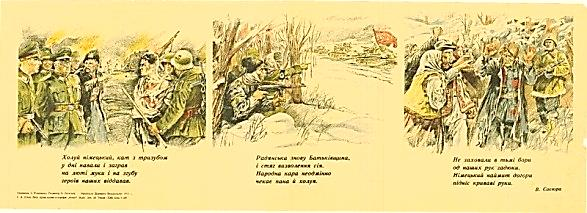 Холуй німецький, кат з тризубом
у дні навали і заграв
на люті муки і на згубу
героїв наших віддавав.
Радянська знову Батьківщина,
і стяг визволення сія.
Народна кара неодмінно
чекає пана й холуя.
Не заховали в тьмі бори
од наших рук гадюки.
Німецький наймит догори
підніс криваві руки.
В. Сосюра